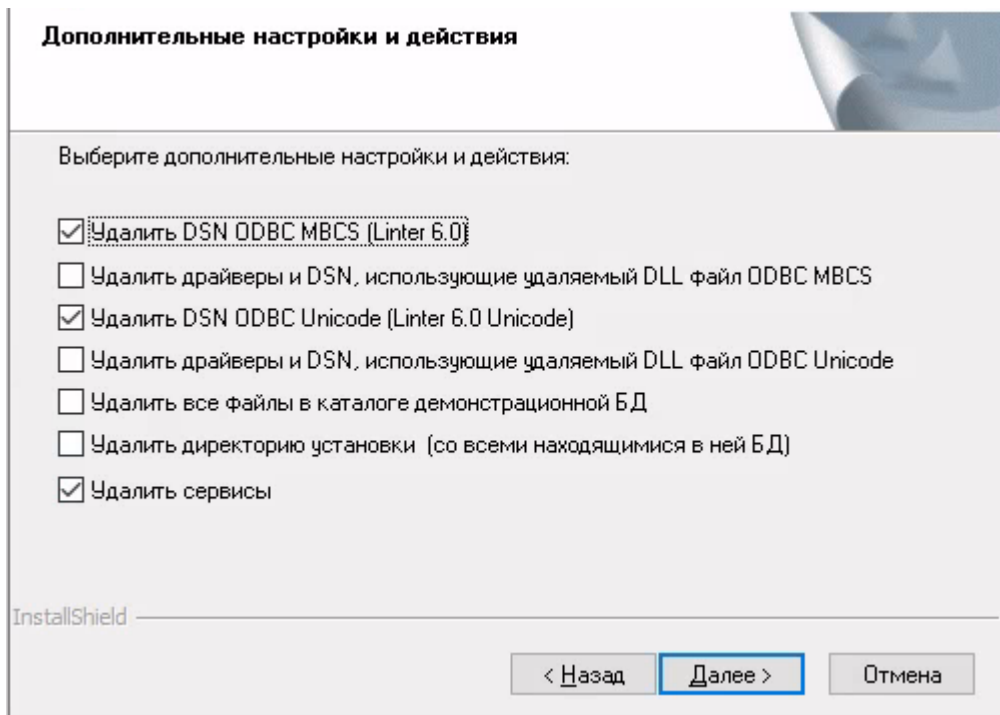 Дополнительные настройки и действия
Выберите дополнительные настройки и действия:
Удалить DSN ODBC MBCS (Linter 6.0)
Удалить драйверы и DSN, использующие удаляемый DLL файл ODBC MBCS
Удалить DSN ODBC Unicode (Linter 6.0 Unicode)
Удалить драйверы и DSN, использующие удаляемый DLL файл ODBC Unicode
Удалить все файлы в каталоге демонстрационной БД
Удалить директорию установки (со всеми находящимися в ней БД)
Удалить сервисы
InstallShield
< Назад Далее > Отмена